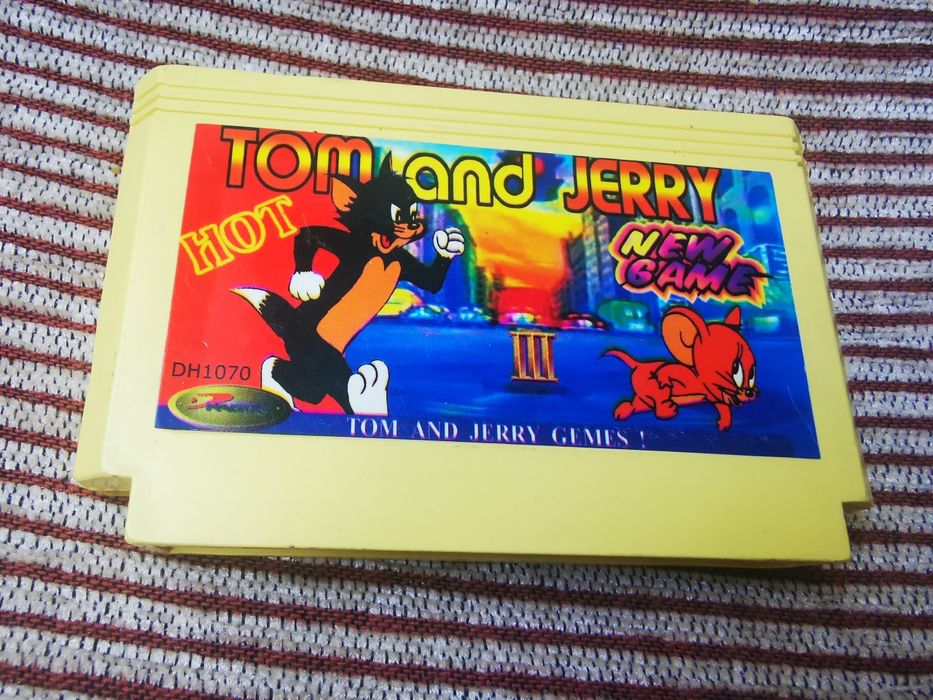 TOM and JERRY
HOT
NEW
GAME
III
DH1070
TOM AND JERRY GEMES !